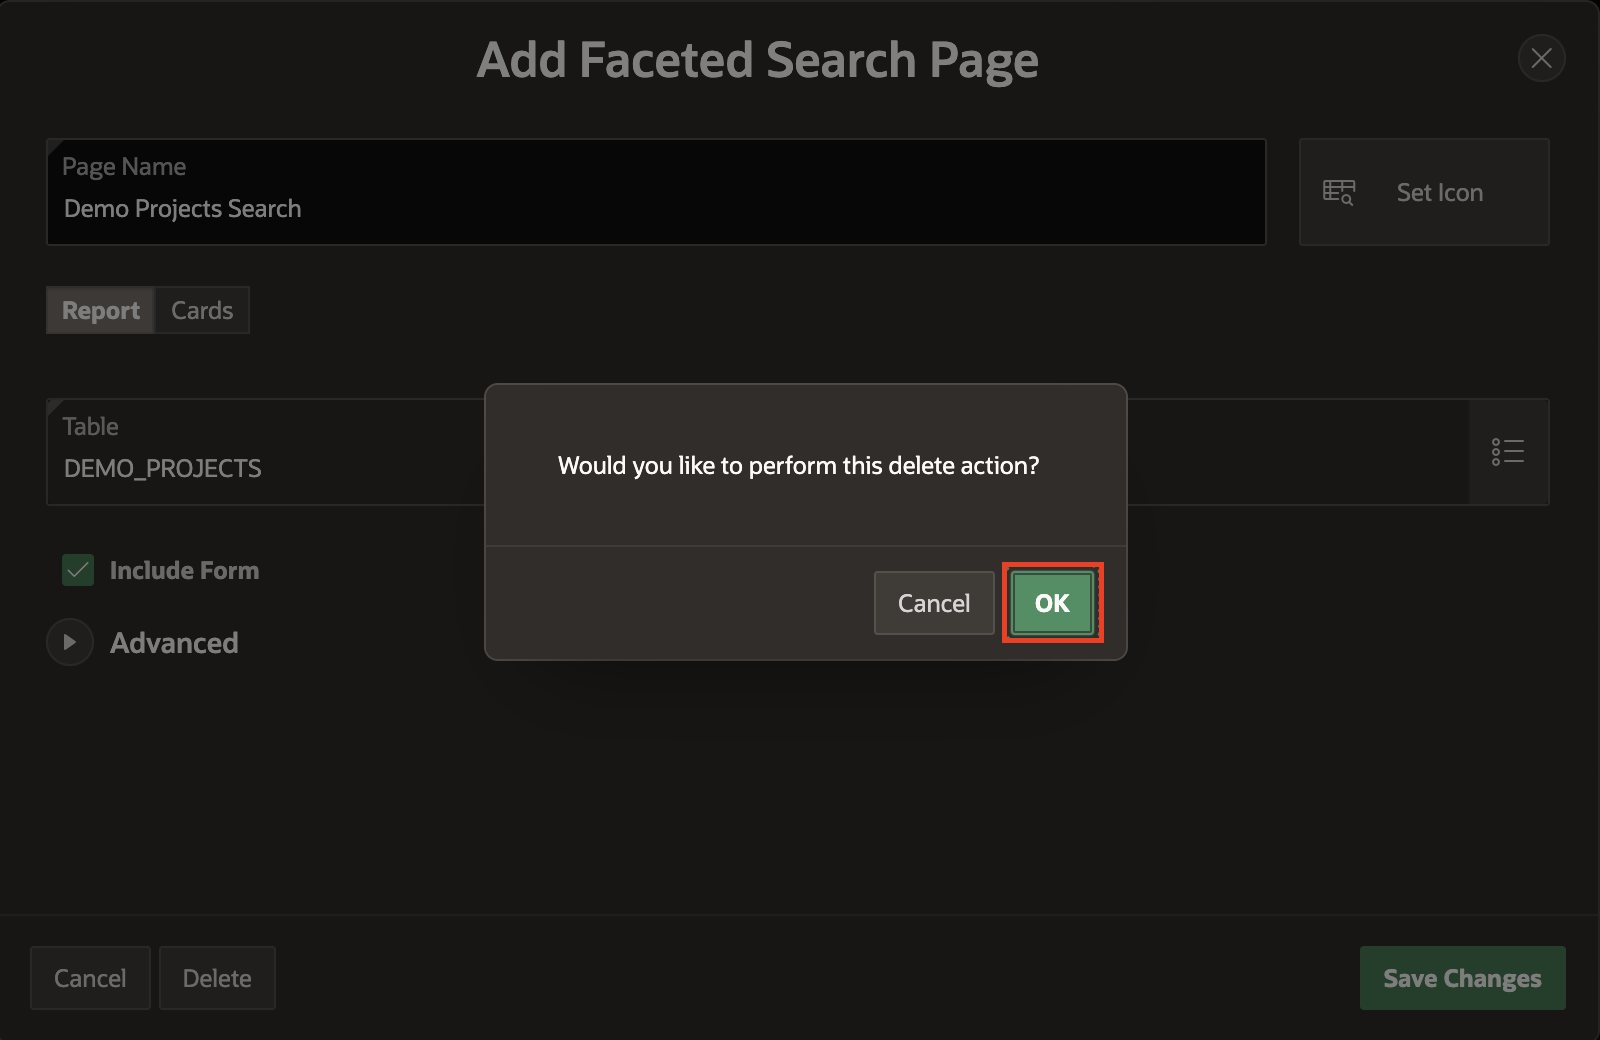 Add Faceted Search Page
Page Name
Demo Projects Search
Set Icon
Report Cards
Table
DEMO_PROJECTS
Would you like to perform this delete action?
Cancel OK
Include Form
Advanced
Cancel Delete Save Changes